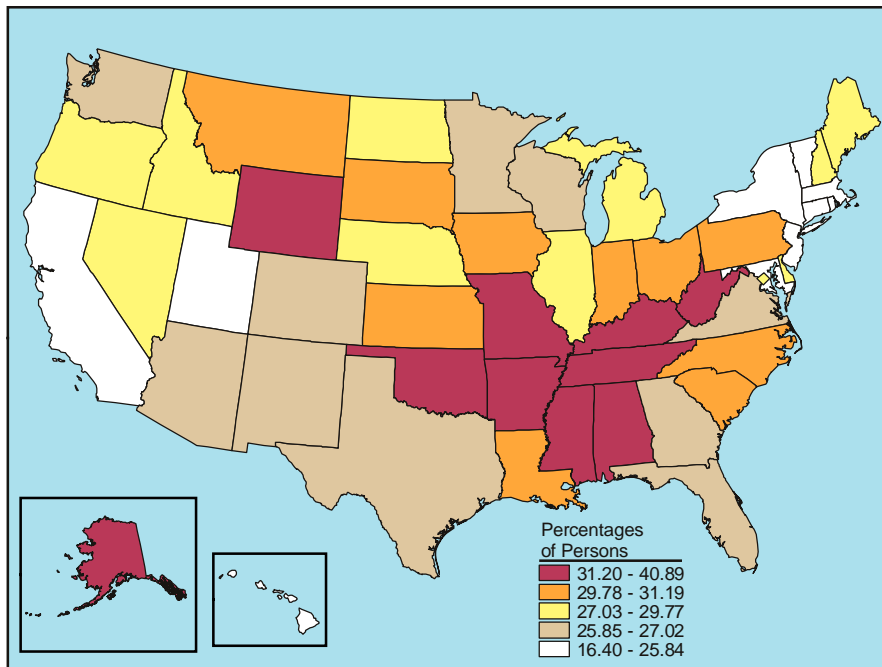 Percentages
of Persons
31.20 - 40.89
29.78 - 31.19
27.03 - 29.77
25.85 - 27.02
16.40 - 25.84